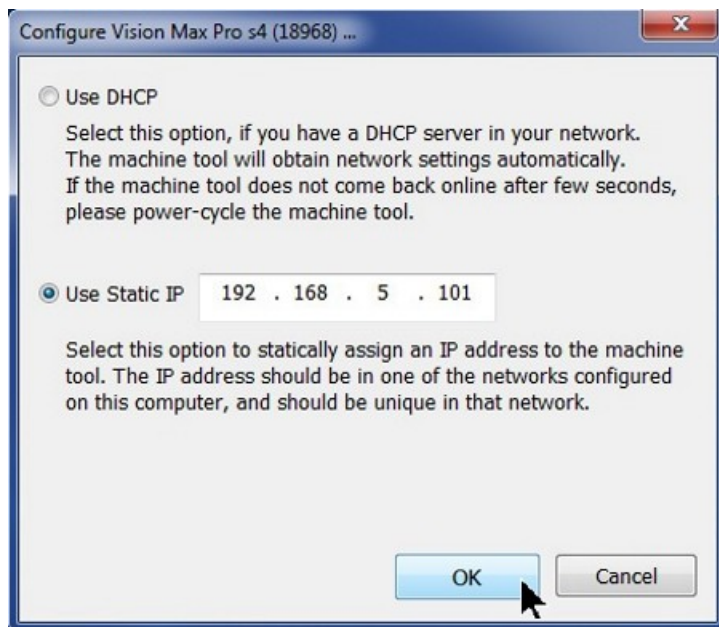 Configure Vision Max Pro s4 (18968) ...
Use DHCP
Select this option, if you have a DHCP server in your network.
The machine tool will obtain network settings automatically.
If the machine tool does not come back online after few seconds,
please power-cycle the machine tool.
Use Static IP 192 . 168 . 5 . 101
Select this option to statically assign an IP address to the machine
tool. The IP address should be in one of the networks configured
on this computer, and should be unique in that network.
OK Cancel